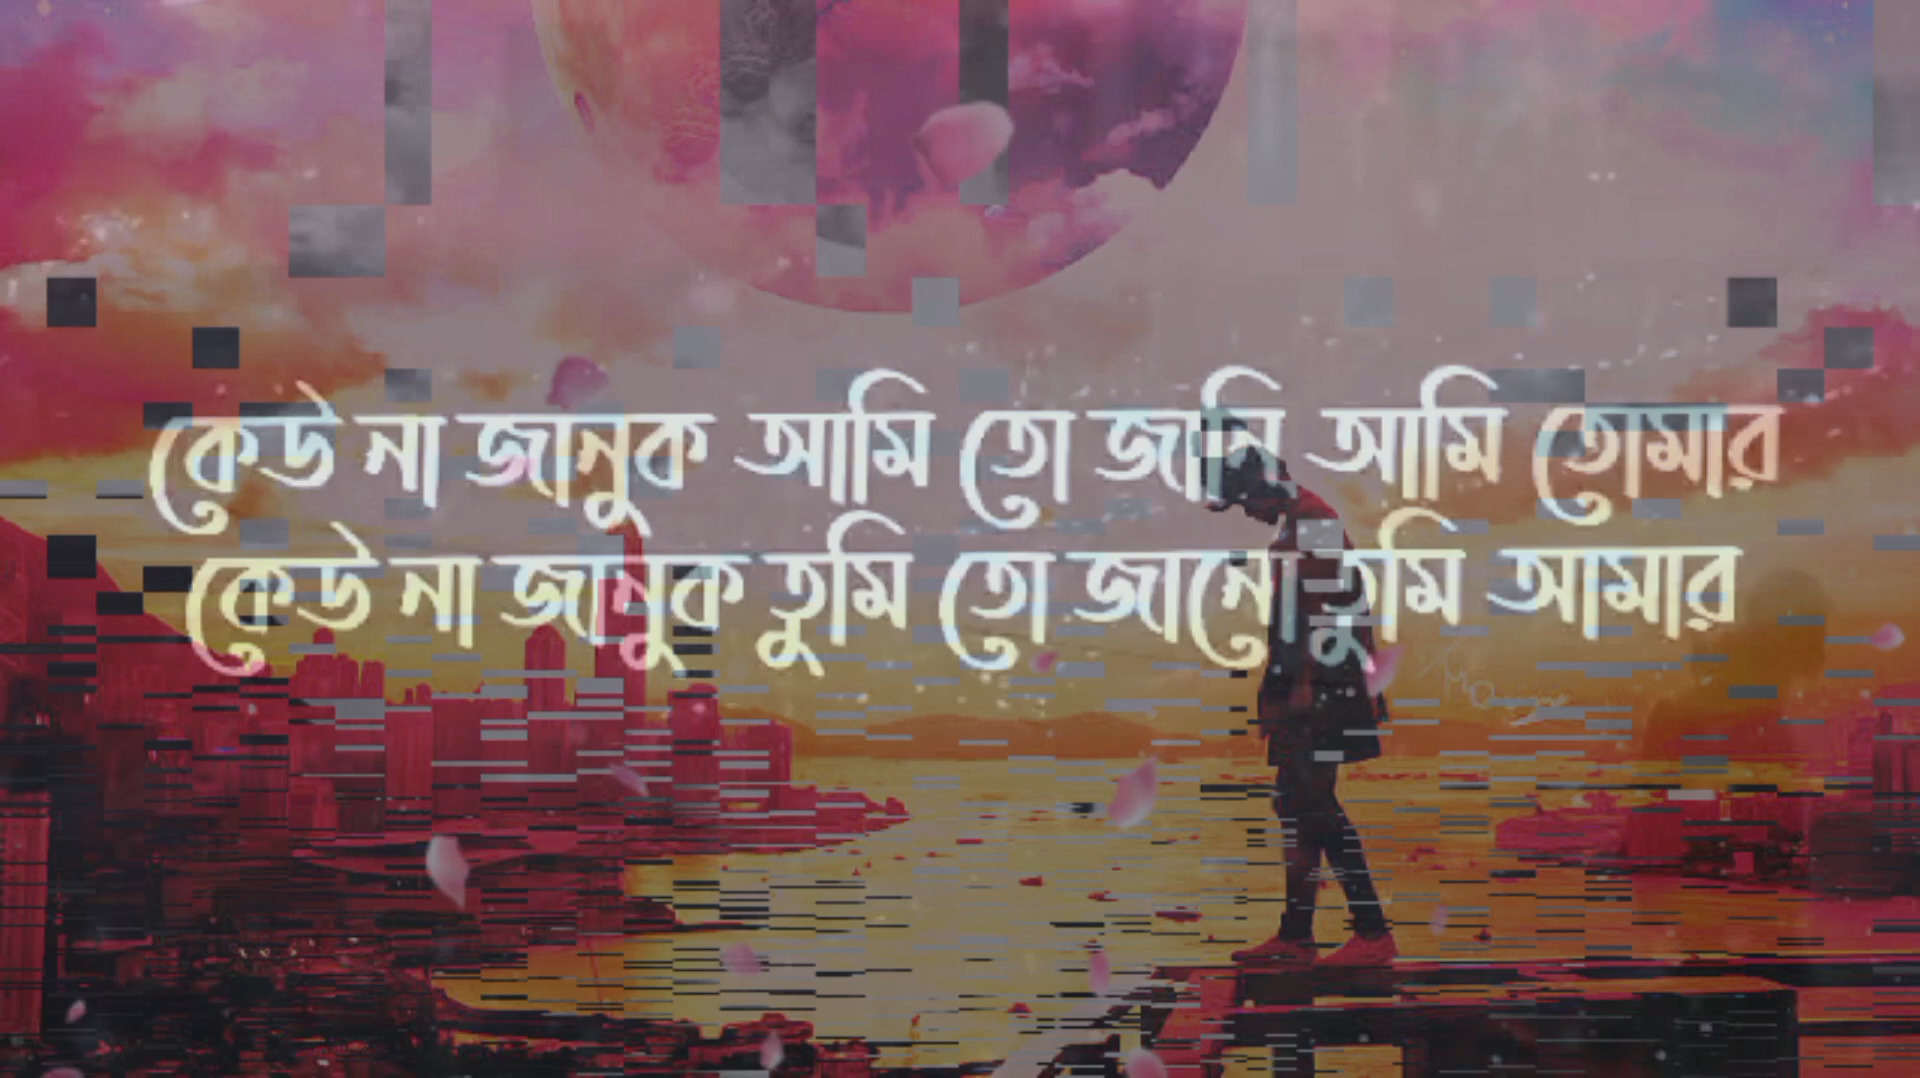 কেউ না জানুক আমি তো জানি আমি তোমার
কেউ না জানুক তুমি তো জানো তুমি আমার